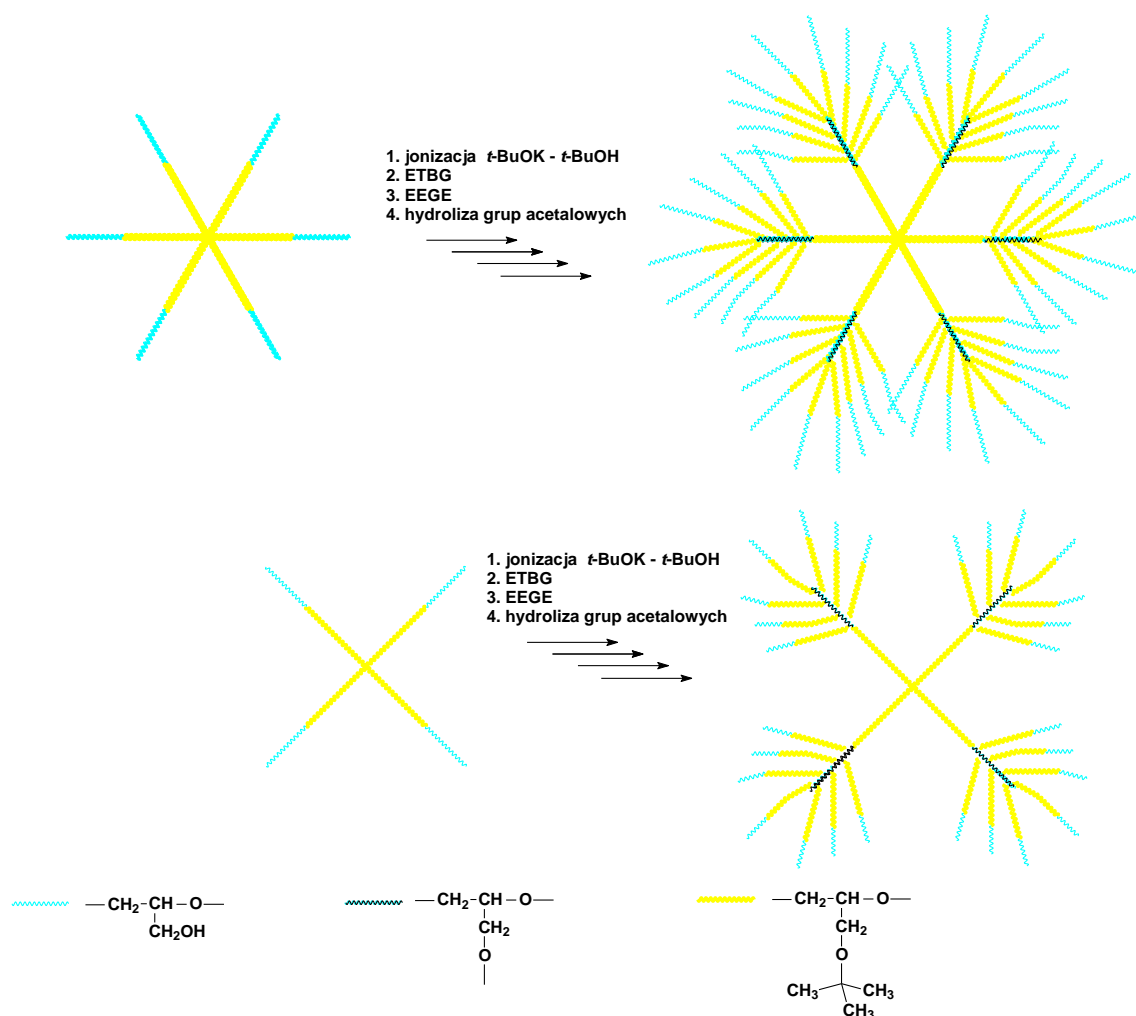 1. jonizacja t-BuOK - t-BuOH
2. ETBG
3. EEGE
4. hydroliza grup acetalowych
1. jonizacja t-BuOK - t-BuOH
2. ETBG
3. EEGE
4. hydroliza grup acetalowych
CH₂-CH-O
CH₂OH
CH₂-CH-O
CH₂
O
CH₂-CH-O
CH₂
O
CH₃ CH₃
CH₃